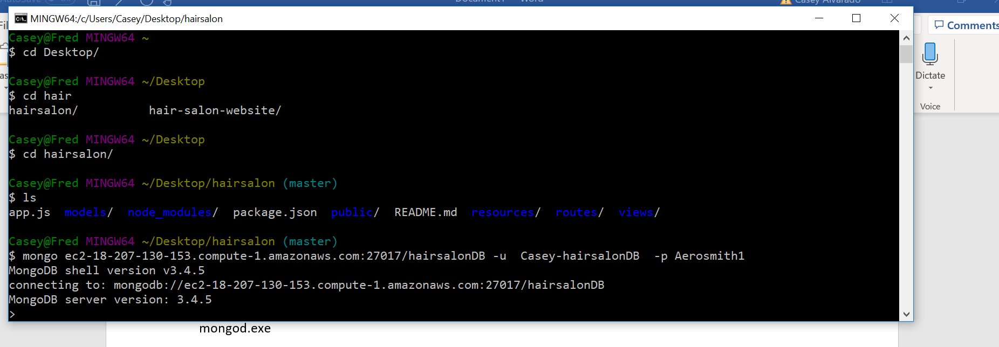 MINGW64:/c/Users/Casey/Desktop/hairsalon
Casey@Fred MINGW64 ~
$ cd Desktop/
Casey@Fred MINGW64 ~/Desktop
$ cd hair
hairsalon/ hair-salon-website/
Casey@Fred MINGW64 ~/Desktop
$ cd hairsalon/
Casey@Fred MINGW64 ~/Desktop/hairsalon (master)
$ ls
app.js models/ node_modules/ package.json public/ README.md resources/ routes/ views/
Casey@Fred MINGW64 ~/Desktop/hairsalon (master)
$ mongo ec2-18-207-130-153.compute-1.amazonaws.com:27017/hairsalonDB -u Casey-hairsalonDB -p Aerosmith1
MongoDB shell version v3.4.5
connecting to: mongodb://ec2-18-207-130-153.compute-1.amazonaws.com:27017/hairsalonDB
MongoDB server version: 3.4.5
>
mongod.exe
Casey Alvarado
Comments
Dictate
Voice